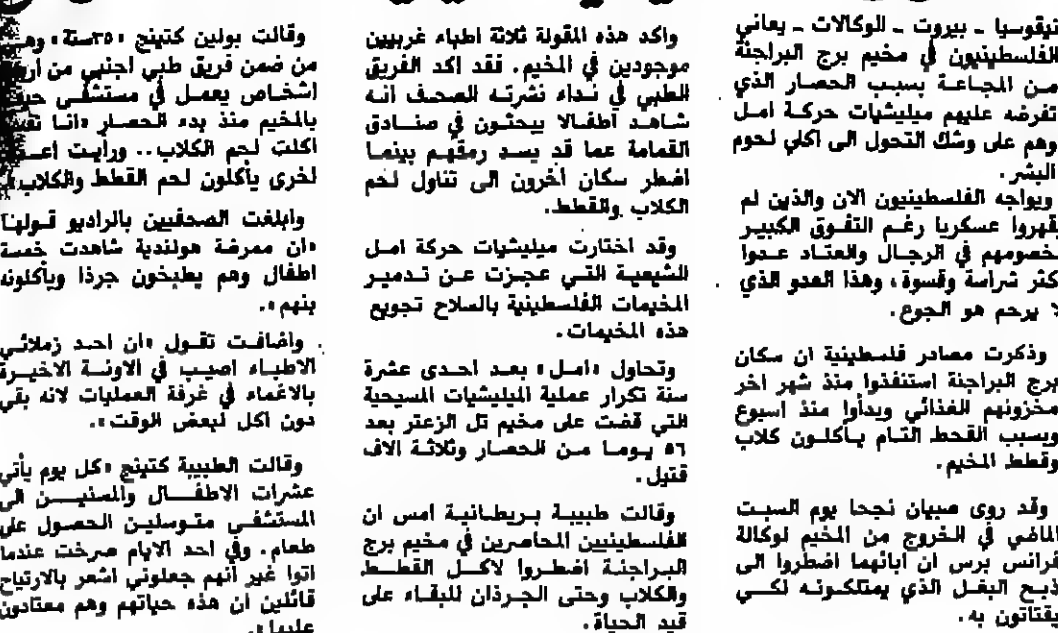 نيقوسيا ـ بيروت ـ الوكالات ـ يعاني
الفلسطينيون في مخيم برج البراجنة
من المجاعة بسبب الحصار الذي
تفرضه عليهم ميليشيات حركة امل
وهم على وشك التحول الى اكلي لحوم
البشر.
ويواجه الفلسطينيون الان والذين لم
يقهروا عسكريا رغم التفوق الكبير
لخصومهم في الرجال والعتاد عدوا
اكثر شراسة وقسوة، وهذا العدو الذي
لا يرحم هو الجوع.
وذكرت مصادر فلسطينية ان سكان
برج البراجنة استنفذوا منذ شهر اخر
مخزونهم الغذائي وبدأوا منذ اسبوع
وبسبب القحط التام يأكلون كلاب
وقطط المخيم.
وقد روى صبيان نجحا يوم السبت
الماضي في الخروج من المخيم لوكالة
فرانس برس ان ابائهما اضطروا الى
ذبح البغل الذي يمتلكونه لكي
يقتاتون به.
واكد هذه المقولة ثلاثة اطباء غربيين
موجودين في المخيم. فقد اكد الفريق
الطبي في نداء نشرته الصحف انه
شاهد اطفالا يبحثون في صنادق
القمامة عما قد يسد رمقهم بينما
اضطر سكان أخرون الى تناول لحم
الكلاب والقطط.
وقد اختارت ميليشيات حركة امل
الشيعية التي عجزت عن تدمير
المخيمات الفلسطينية بالسلاح تجويع
هذه المخيمات.
وتحاول «امل» بعد احدى عشرة
سنة تكرار عملية الميليشيات المسيحية
التي قضت على مخيم تل الزعتر بعد
٥٦ يوما من الحصار وثلاثة الاف
قتيل.
وقالت طبيبة بريطانية امس ان
الفلسطينيين المحاصرين في مخيم برج
البراجنة اضطروا لاكل القطط
والكلاب وحتى الجرذان للبقاء على
قيد الحياة.
وقالت بولين كتينج «٣٥سنة» وهي
من ضمن فريق طبي اجنبي من
اشخاص يعمل في مستشفى
بالمخيم منذ بدء الحصار «انا
اكلت لحم الكلاب.. ورأيت
اخرى يأكلون لحم القطط والكلاب».
وابلغت الصحفيين بالراديو قولها
«ان ممرضة هولندية شاهدت خمسة
اطفال وهم يطبخون جرذا ويأكلونه
بنهم».
واضافت تقول «ان احد زملائي
الاطباء اصيب في الاونة الاخيرة
بالاغماء في غرفة العمليات لانه بقي
دون اكل لبعض الوقت».
وقالت الطبيبة كتينج «كل يوم يأتي
عشرات الاطفال والمسنين الى
المستشفى متوسلين الحصول على
طعام. وفي احد الايام صرخت عندما
اتوا غير انهم جعلوني اشعر بالارتياح
قائلين ان هذه حياتهم وهم معتادون
عليها».